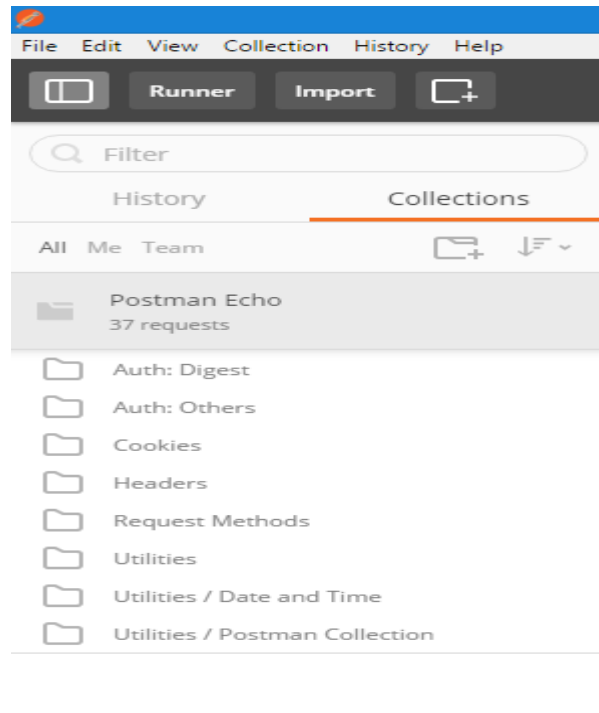 File Edit View Collection History Help
Runner Import
Filter
History Collections
All Me Team
Postman Echo
37 requests
Auth: Digest
Auth: Others
Cookies
Headers
Request Methods
Utilities
Utilities / Date and Time
Utilities / Postman Collection